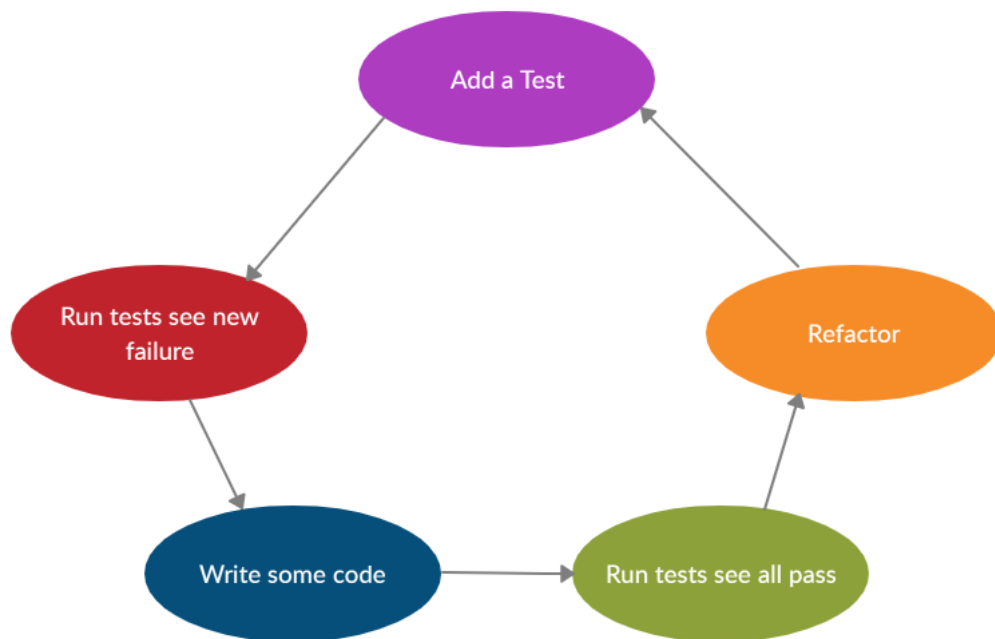 Add a Test
Run tests see new
failure
Refactor
Write some code
Run tests see all pass